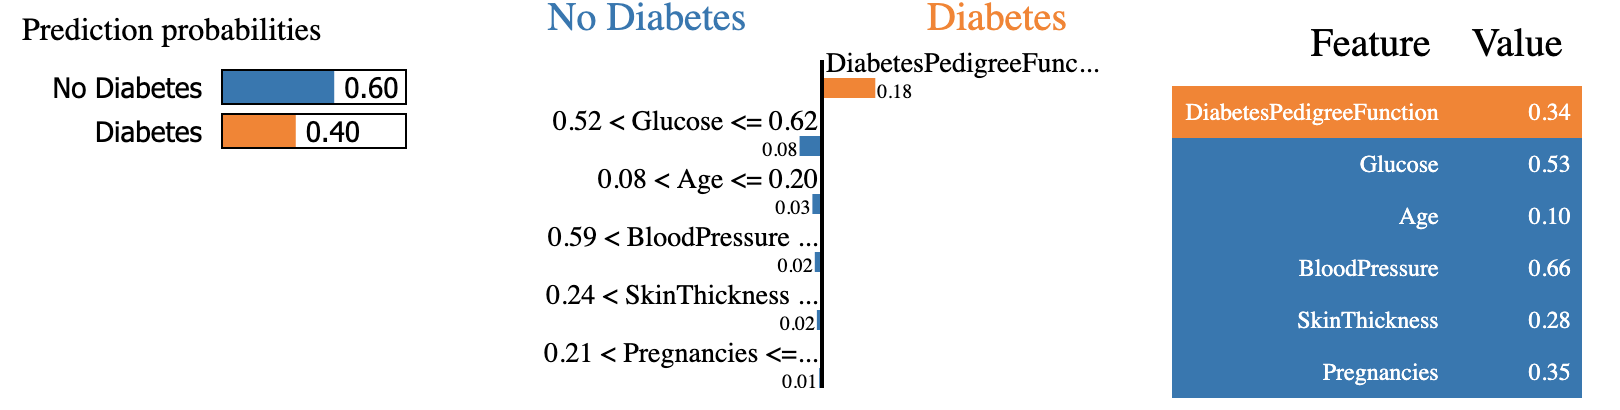 Prediction probabilities
No Diabetes 0.60
Diabetes 0.40
No Diabetes Diabetes
DiabetesPedigreeFunc...
0.18
0.52 < Glucose <= 0.62
0.08
0.08 < Age <= 0.20
0.03
0.59 < BloodPressure ...
0.02
0.24 < SkinThickness ...
0.02
0.21 < Pregnancies <=...
0.01
Feature Value
DiabetesPedigreeFunction 0.34
Glucose 0.53
Age 0.10
BloodPressure 0.66
SkinThickness 0.28
Pregnancies 0.35